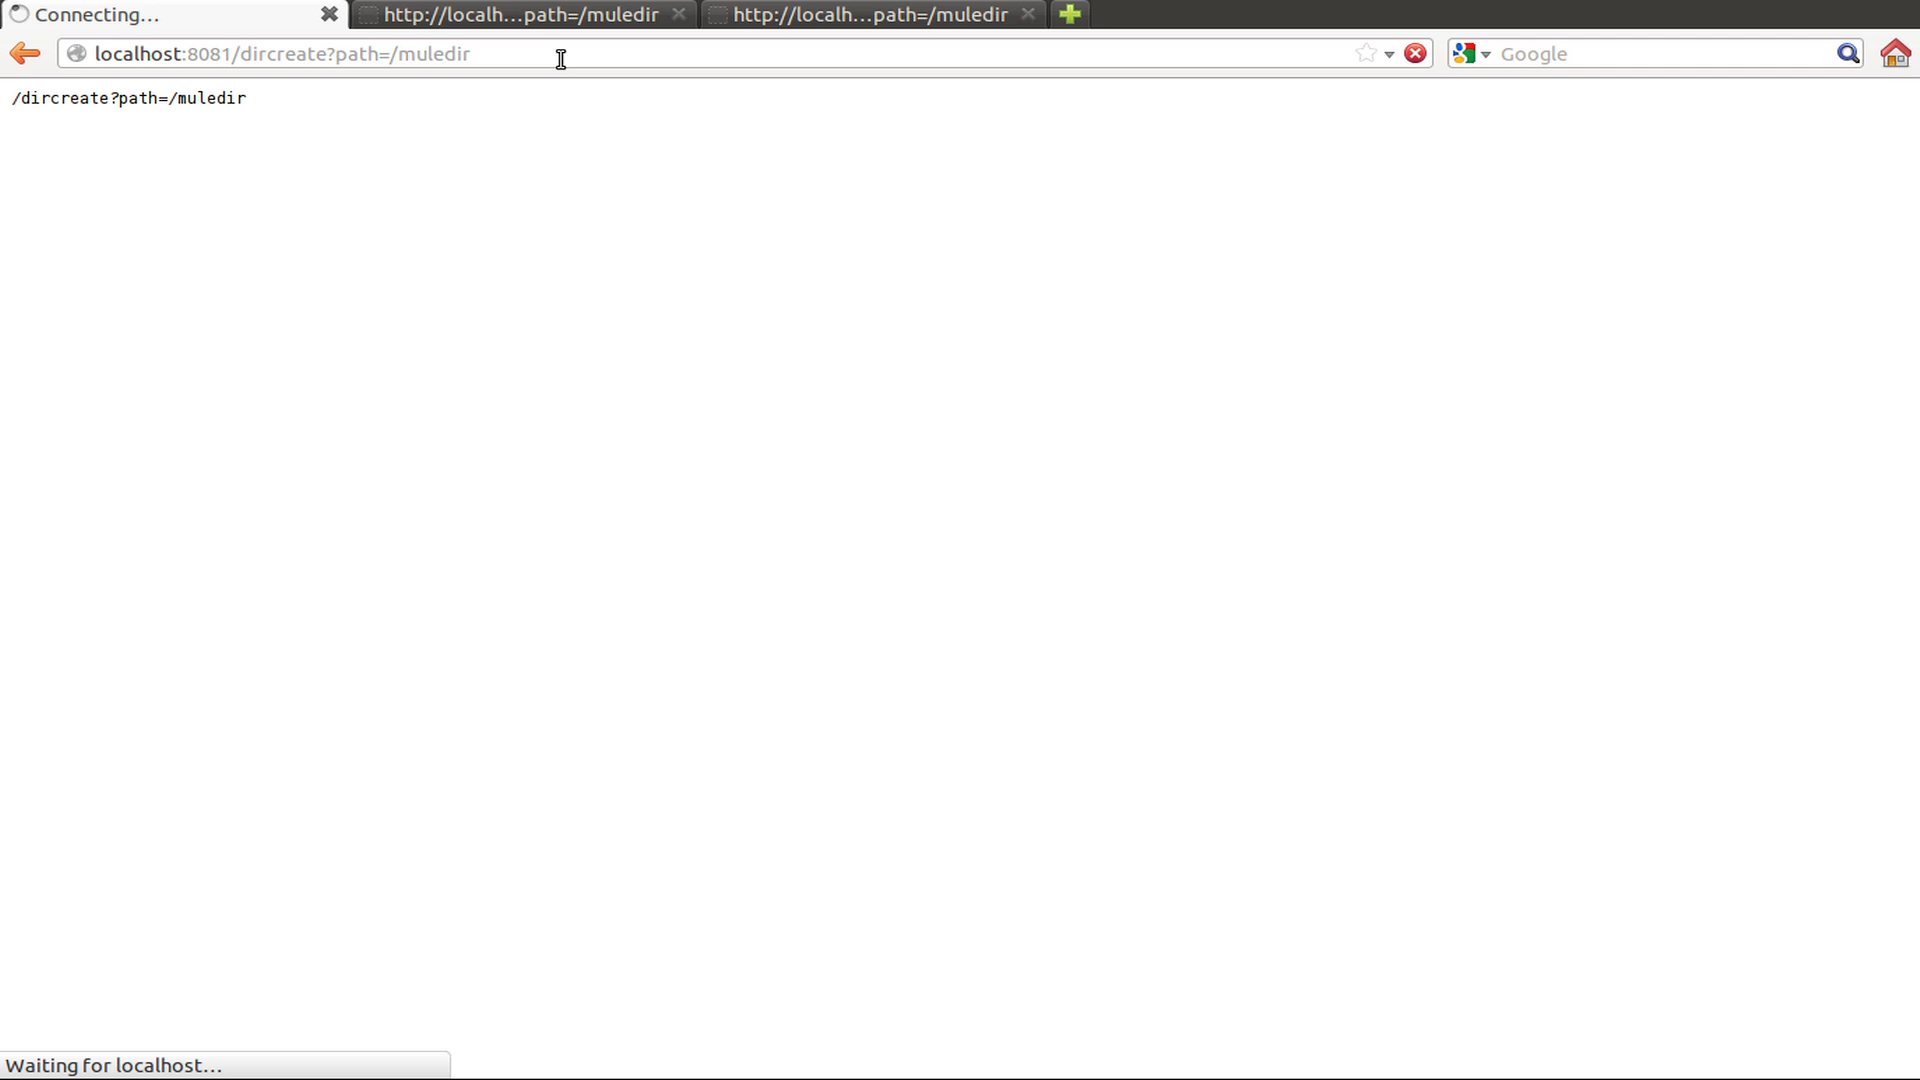 Connecting…
http://localh…path=/muledir
http://localh…path=/muledir
localhost:8081/dircreate?path=/muledir
Google
/dircreate?path=/muledir
Waiting for localhost…